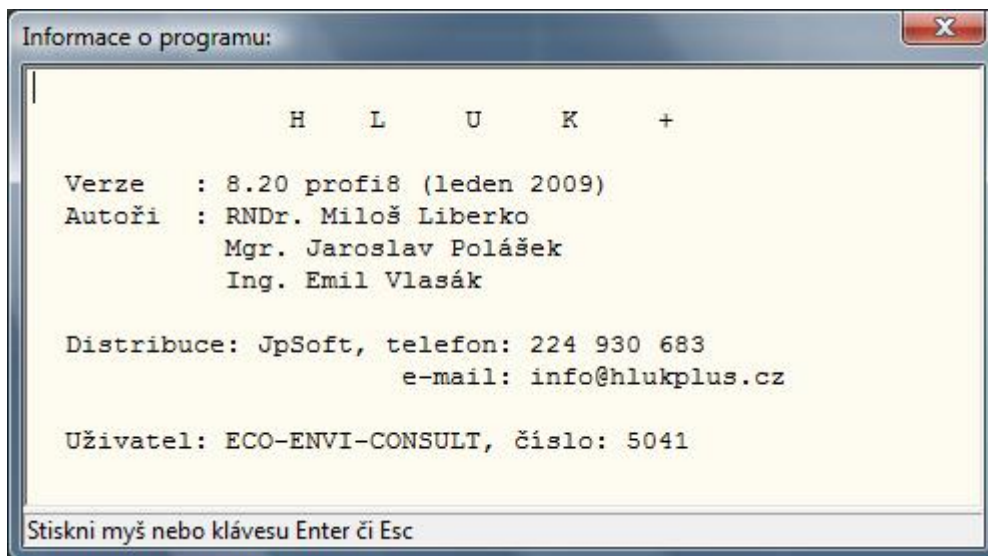 Informace o programu:
H L U K +
Verze : 8.20 profi8 (leden 2009)
Autoři : RNDr. Miloš Liberko
Mgr. Jaroslav Polášek
Ing. Emil Vlasák
Distribuce: JpSoft, telefon: 224 930 683
e-mail: info@hlukplus.cz
Uživatel: ECO-ENVI-CONSULT, číslo: 5041
Stiskni myš nebo klávesu Enter či Esc